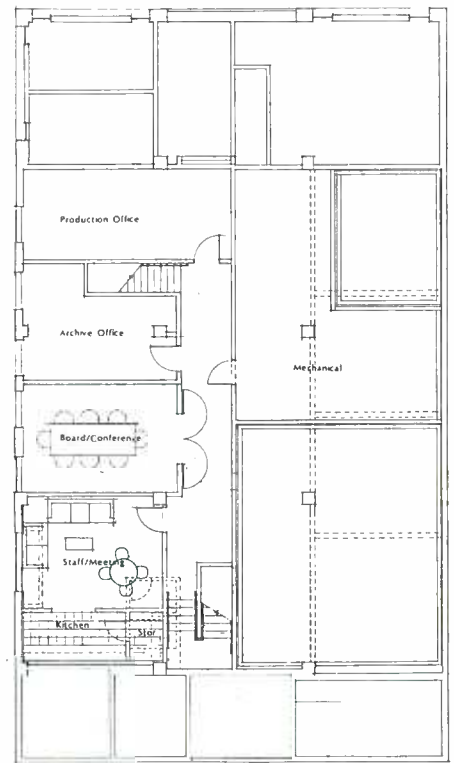 Production Office
Archive Office
Mechanical
Board/Conference
Staff/Meeting
Kitchen
Stor